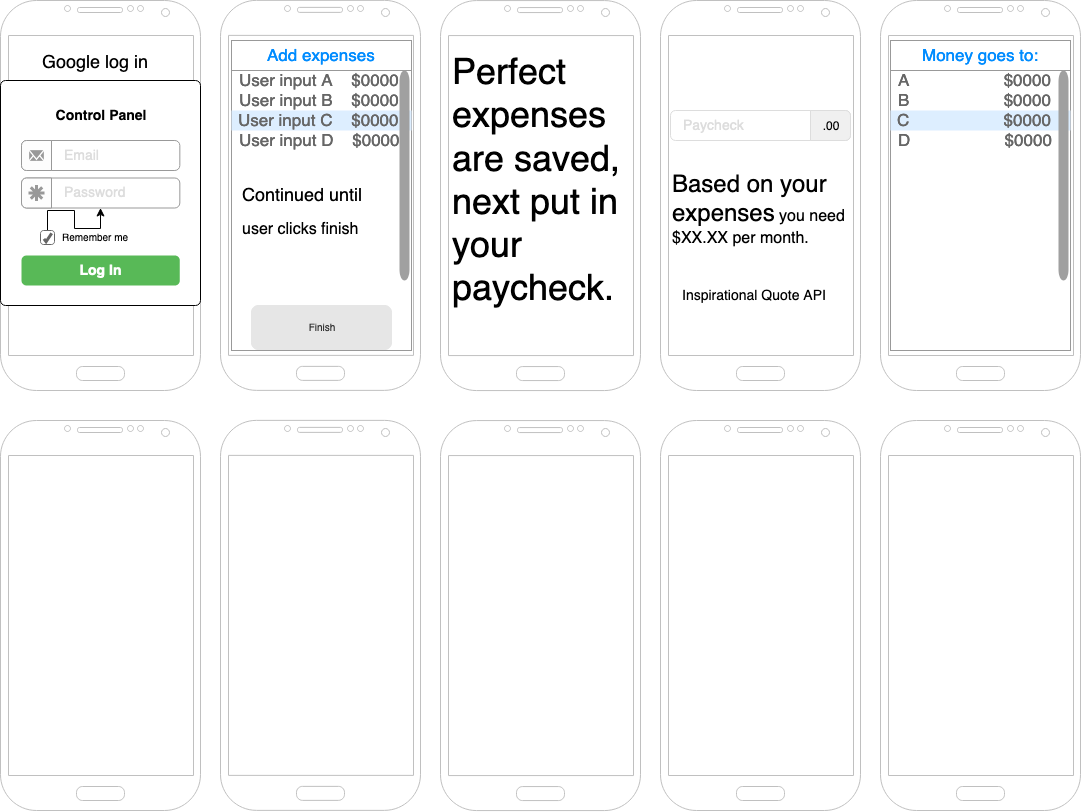 Google log in
Control Panel
Email
Password
Remember me
Log In
Add expenses
User input A $0000
User input B $0000
User input C $0000
User input D $0000
Continued until
user clicks finish
Finish
Perfect
expenses
are saved,
next put in
your
paycheck.
Paycheck .00
Based on your
expenses you need
$XX.XX per month.
Inspirational Quote API
Money goes to:
A $0000
B $0000
C $0000
D $0000